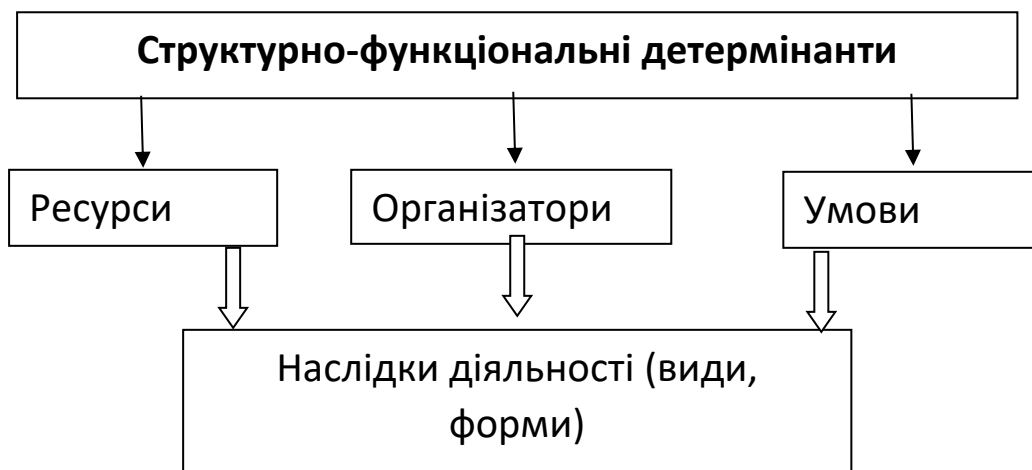 Структурно-функціональні детермінанти
Ресурси
Організатори
Умови
Наслідки діяльності (види,
форми)